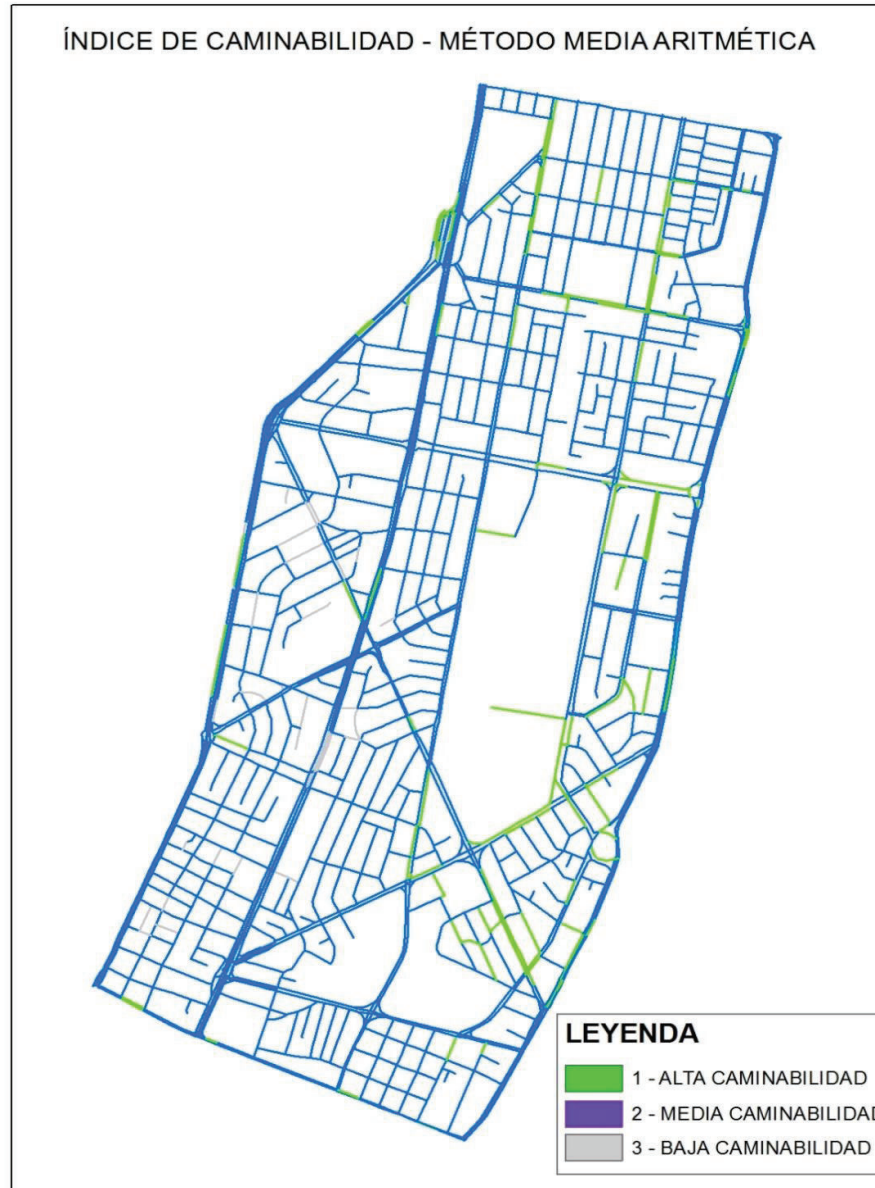 ÍNDICE DE CAMINABILIDAD - MÉTODO MEDIA ARITMÉTICA
LEYENDA
1 - ALTA CAMINABILIDAD
2 - MEDIA CAMINABILIDAD
3 - BAJA CAMINABILIDAD